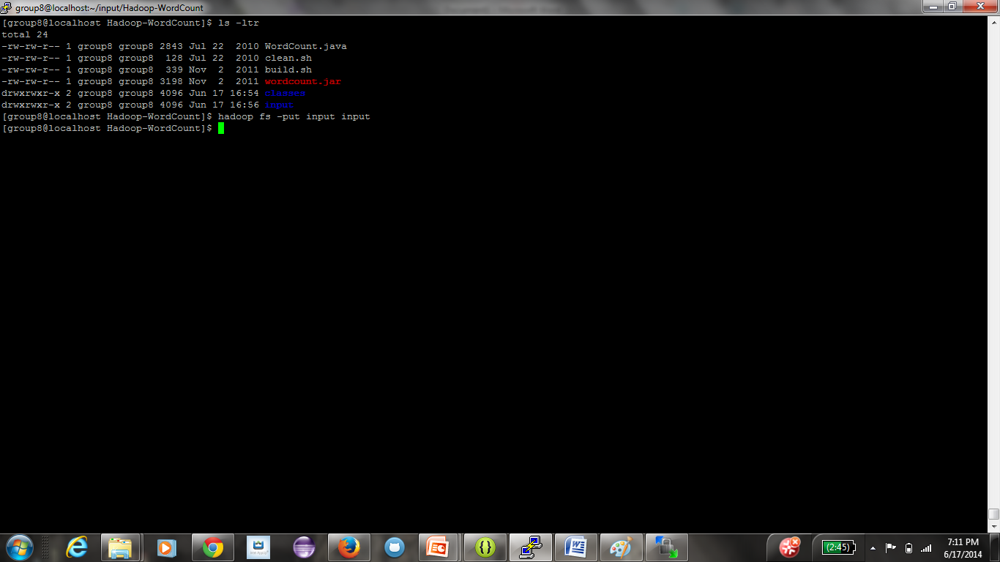 group8@localhost:~/input/Hadoop-WordCount
[group8@localhost Hadoop-WordCount]$ ls -ltr
total 24
-rw-rw-r-- 1 group8 group8 2843 Jul 22  2010 WordCount.java
-rw-rw-r-- 1 group8 group8  128 Jul 22  2010 clean.sh
-rw-rw-r-- 1 group8 group8  339 Nov  2  2011 build.sh
-rw-rw-r-- 1 group8 group8 3198 Nov  2  2011 wordcount.jar
drwxrwxr-x 2 group8 group8 4096 Jun 17 16:54 classes
drwxrwxr-x 2 group8 group8 4096 Jun 17 16:56 input
[group8@localhost Hadoop-WordCount]$ hadoop fs -put input input
[group8@localhost Hadoop-WordCount]$
(2:45)
7:11 PM
6/17/2014